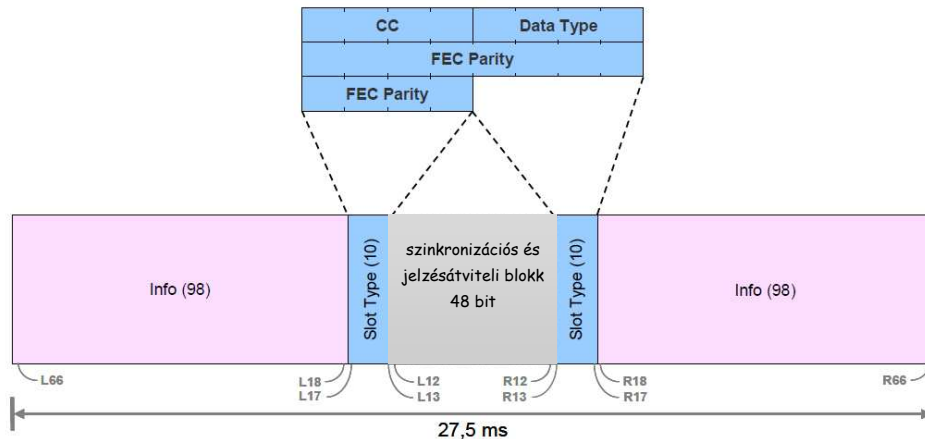 CC Data Type
FEC Parity
FEC Parity
Info (98)
Slot Type (10)
szinkronizációs és
jelzésátviteli blokk
48 bit
Slot Type (10)
Info (98)
L66 L18 L12 R12 R18 R66
L17 L13 R13 R17
27,5 ms